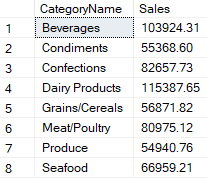 CategoryName Sales
1 Beverages 103924.31
2 Condiments 55368.60
3 Confections 82657.73
4 Dairy Products 115387.65
5 Grains/Cereals 56871.82
6 Meat/Poultry 80975.12
7 Produce 54940.76
8 Seafood 66959.21